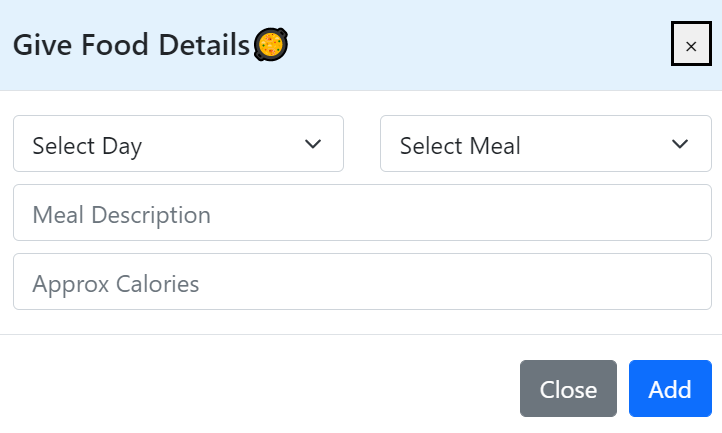 Give Food Details🥘
×
Select Day
Select Meal
Meal Description
Approx Calories
Close
Add